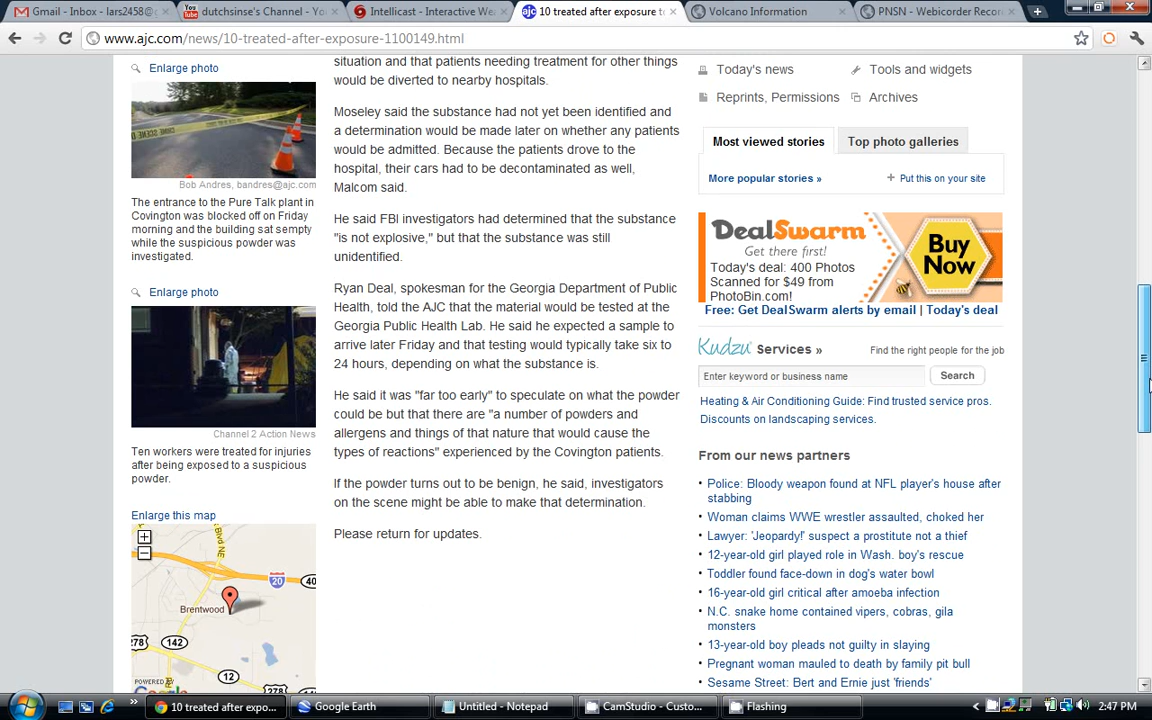 Gmail - Inbox - lars2458@g
dutchsinse's Channel - Yo
Intellicast - Interactive We
10 treated after exposure to
Volcano Information
PNSN - Webicorder Recor
www.ajc.com/news/10-treated-after-exposure-1100149.html
Enlarge photo
Bob Andres, bandres@ajc.com
The entrance to the Pure Talk plant in
Covington was blocked off on Friday
morning and the building sat sempty
while the suspicious powder was
investigated.
Enlarge photo
Channel 2 Action News
Ten workers were treated for injuries
after being exposed to a suspicious
powder.
Enlarge this map
+
−
Blvd NE
20
40
Brentwood
278
142
278
12
POWERED BY
Google
situation and that patients needing treatment for other things
would be diverted to nearby hospitals.
Moseley said the substance had not yet been identified and
a determination would be made later on whether any patients
would be admitted. Because the patients drove to the
hospital, their cars had to be decontaminated as well,
Malcom said.
He said FBI investigators had determined that the substance
"is not explosive," but that the substance was still
unidentified.
Ryan Deal, spokesman for the Georgia Department of Public
Health, told the AJC that the material would be tested at the
Georgia Public Health Lab. He said he expected a sample to
arrive later Friday and that testing would typically take six to
24 hours, depending on what the substance is.
He said it was "far too early" to speculate on what the powder
could be but that there are "a number of powders and
allergens and things of that nature that would cause the
types of reactions" experienced by the Covington patients.
If the powder turns out to be benign, he said, investigators
on the scene might be able to make that determination.
Please return for updates.
Today's news
Tools and widgets
Reprints, Permissions
Archives
Most viewed stories
Top photo galleries
More popular stories »
+ Put this on your site
DealSwarm
Get there first!
Today's deal: 400 Photos
Scanned for $49 from
PhotoBin.com!
Buy
Now
Free: Get DealSwarm alerts by email | Today's deal
Kudzu Services »
Find the right people for the job
Enter keyword or business name
Search
Heating & Air Conditioning Guide: Find trusted service pros.
Discounts on landscaping services.
From our news partners
• Police: Bloody weapon found at NFL player's house after
stabbing
• Woman claims WWE wrestler assaulted, choked her
• Lawyer: 'Jeopardy!' suspect a prostitute not a thief
• 12-year-old girl played role in Wash. boy's rescue
• Toddler found face-down in dog's water bowl
• 16-year-old girl critical after amoeba infection
• N.C. snake home contained vipers, cobras, gila
monsters
• 13-year-old boy pleads not guilty in slaying
• Pregnant woman mauled to death by family pit bull
• Sesame Street: Bert and Ernie just 'friends'
10 treated after expo...
Google Earth
Untitled - Notepad
CamStudio - Custo...
Flashing
2:47 PM